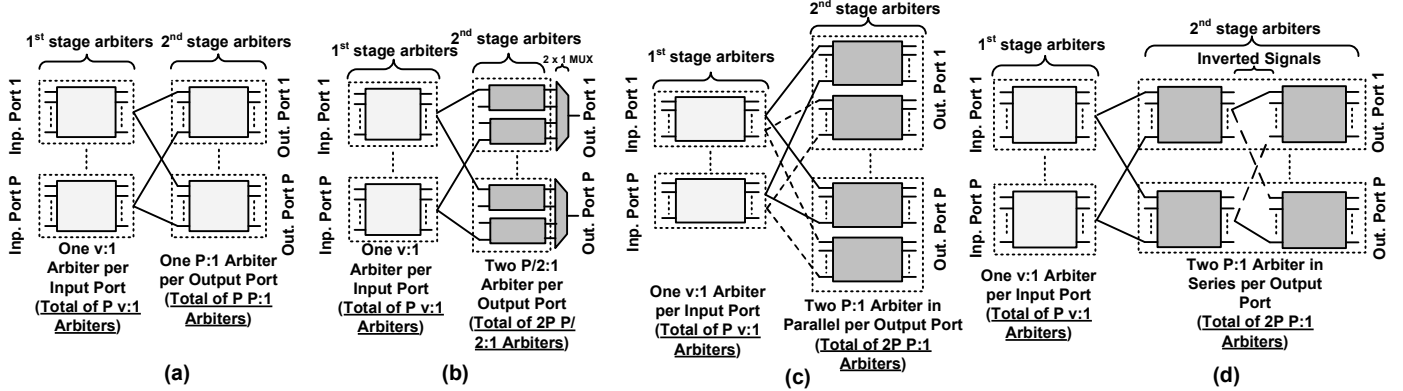 1st stage arbiters
2nd stage arbiters
Inp. Port 1
Out. Port 1
Inp. Port P
Out. Port P
One v:1
Arbiter per
Input Port
(Total of P v:1
Arbiters)
One P:1 Arbiter
per Output Port
(Total of P P:1
Arbiters)
(a)
1st stage arbiters
2nd stage arbiters
2 x 1 MUX
Inp. Port 1
Out. Port 1
Inp. Port P
Out. Port P
One v:1
Arbiter per
Input Port
(Total of P v:1
Arbiters)
Two P/2:1
Arbiter per
Output Port
(Total of 2P P/
2:1 Arbiters)
(b)
2nd stage arbiters
1st stage arbiters
Inp. Port 1
Out. Port 1
Inp. Port P
Out. Port P
One v:1 Arbiter
per Input Port
(Total of P v:1
Arbiters)
Two P:1 Arbiter in
Parallel per Output Port
(Total of 2P P:1
Arbiters)
(c)
2nd stage arbiters
1st stage arbiters
Inverted Signals
Inp. Port 1
Out. Port 1
Inp. Port P
Out. Port P
One v:1 Arbiter
per Input Port
(Total of P v:1
Arbiters)
Two P:1 Arbiter in
Series per Output
Port
(Total of 2P P:1
Arbiters)
(d)